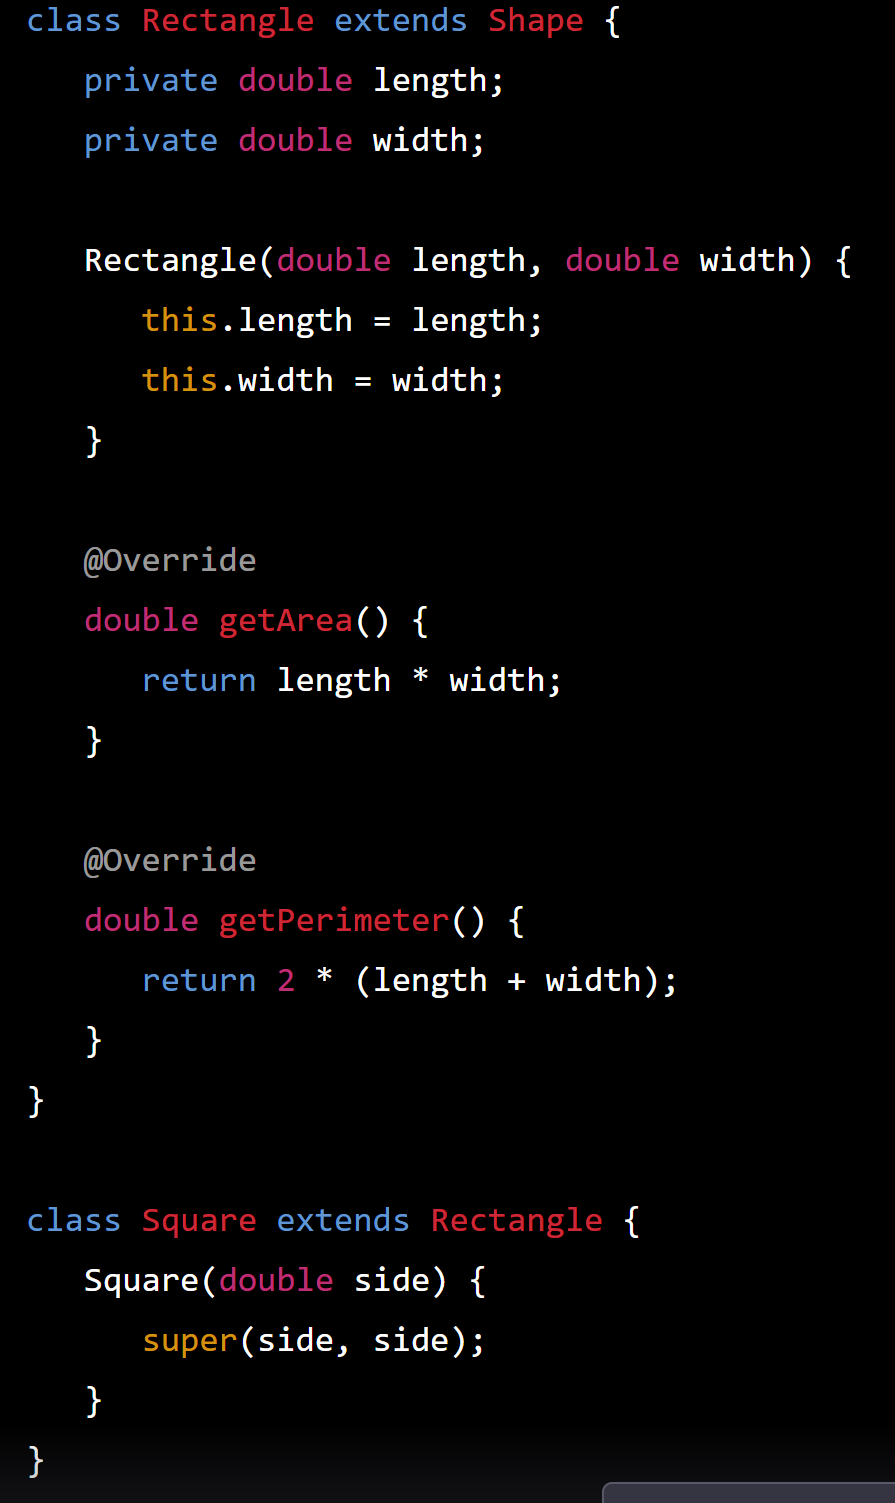 class Rectangle extends Shape {
   private double length;
   private double width;

   Rectangle(double length, double width) {
      this.length = length;
      this.width = width;
   }

   @Override
   double getArea() {
      return length * width;
   }

   @Override
   double getPerimeter() {
      return 2 * (length + width);
   }
}

class Square extends Rectangle {
   Square(double side) {
      super(side, side);
   }
}